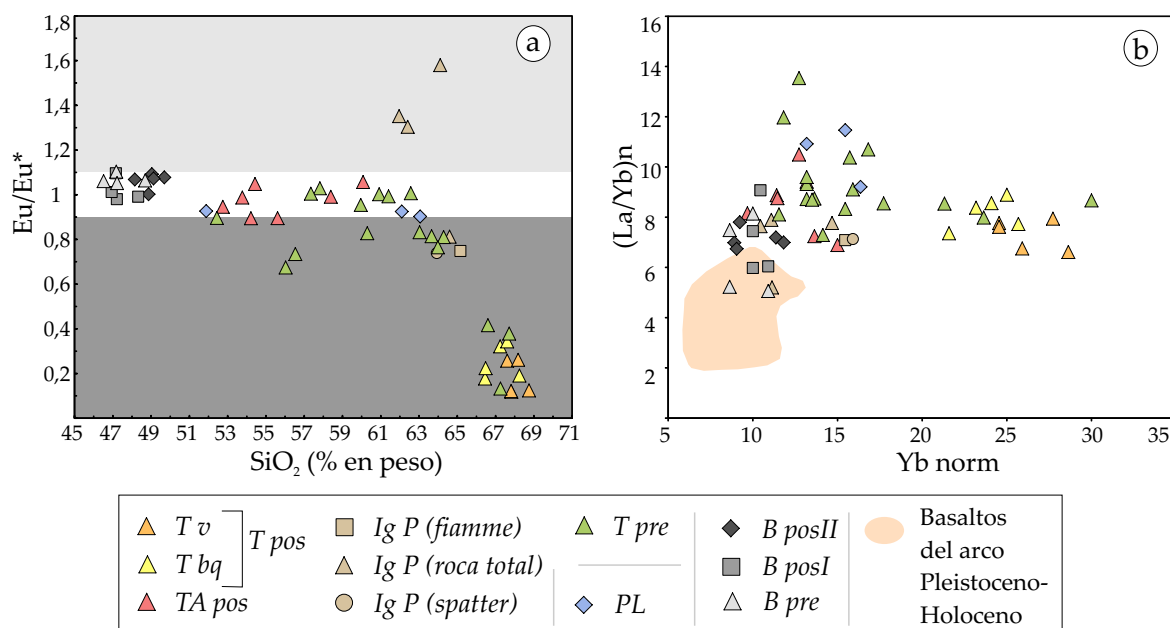 a
Eu/Eu*
1,8
1,6
1,4
1,2
1
0,8
0,6
0,4
0,2
45 47 49 51 53 55 57 59 61 63 65 67 69 71
SiO2 (% en peso)
b
(La/Yb)n
16
14
12
10
8
6
4
2
5 10 15 20 25 30 35
Yb norm
T v
T bq
T pos
TA pos
Ig P (fiamme)
Ig P (roca total)
Ig P (spatter)
T pre
PL
B posII
B posI
B pre
Basaltos
del arco
Pleistoceno-
Holoceno